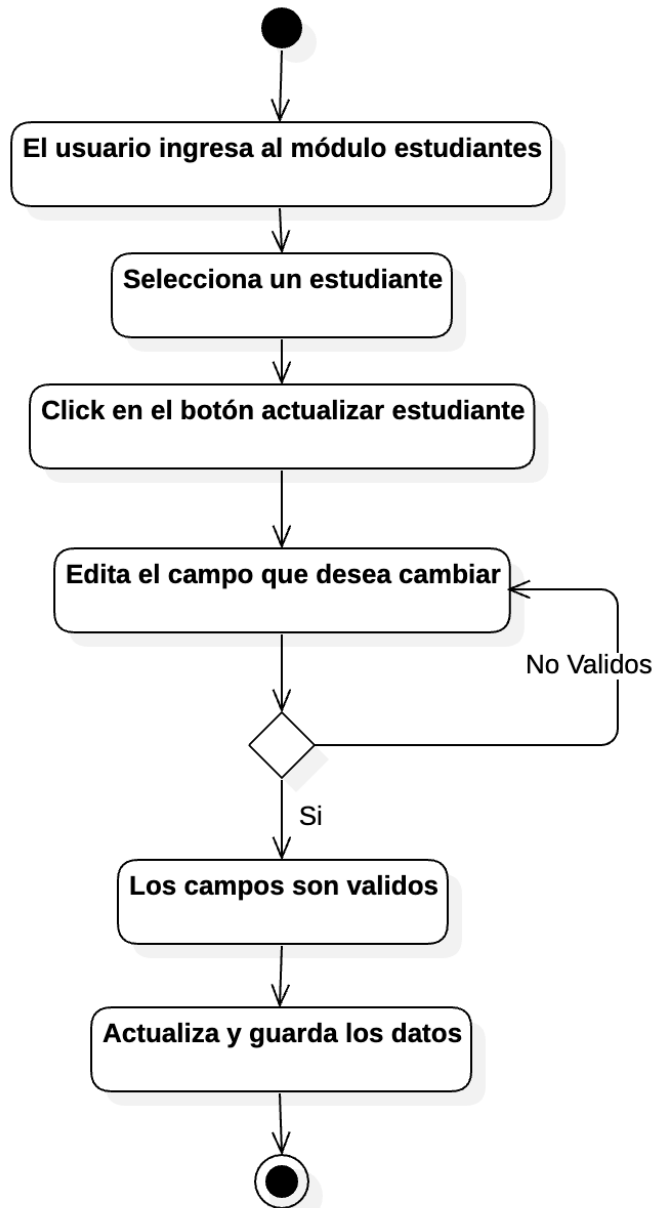 El usuario ingresa al módulo estudiantes
Selecciona un estudiante
Click en el botón actualizar estudiante
Edita el campo que desea cambiar
No Validos
Si
Los campos son validos
Actualiza y guarda los datos